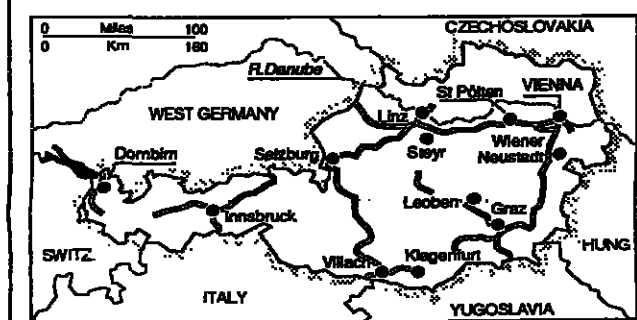 0 Miles 100
0 Km 160
CZECHOSLOVAKIA
R.Danube
St Pölten
VIENNA
WEST GERMANY
Linz
Wiener
Neustadt
Steyr
Salzburg
Dornbirn
Leoben
Graz
Innsbruck
HUNG
SWITZ.
Villach
Klagenfurt
ITALY
YUGOSLAVIA